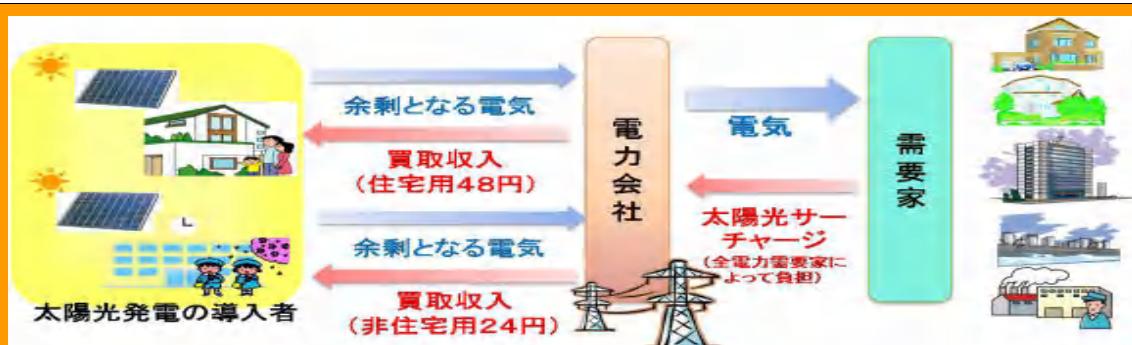 余剰となる電気
買取収入
(住宅用48円)
余剰となる電気
買取収入
(非住宅用24円)
太陽光発電の導入者
電力会社
電気
太陽光サー
チャージ
(全電力需要家に
よって負担)
需要家